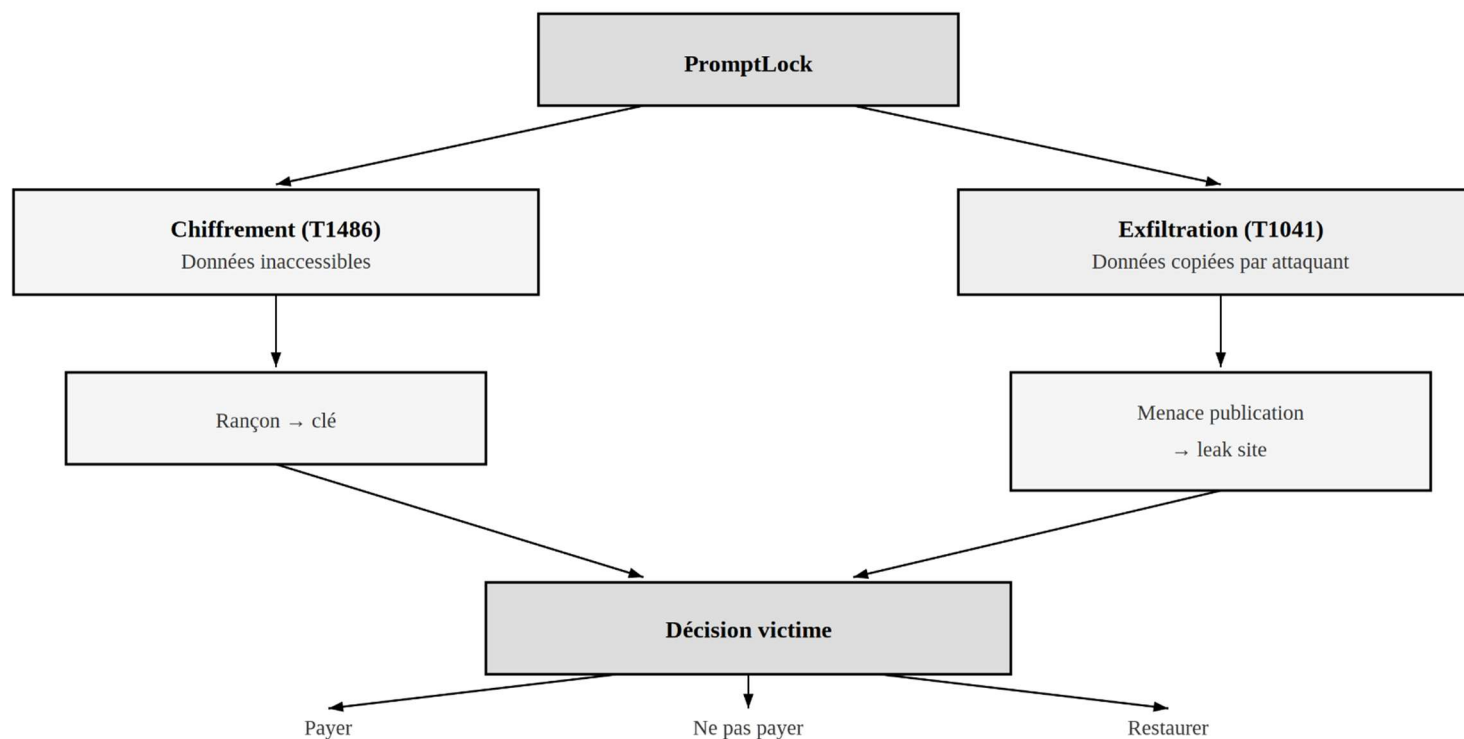 PromptLock
Chiffrement (T1486)
Données inaccessibles
Exfiltration (T1041)
Données copiées par attaquant
Rançon → clé
Menace publication
→ leak site
Décision victime
Payer
Ne pas payer
Restaurer